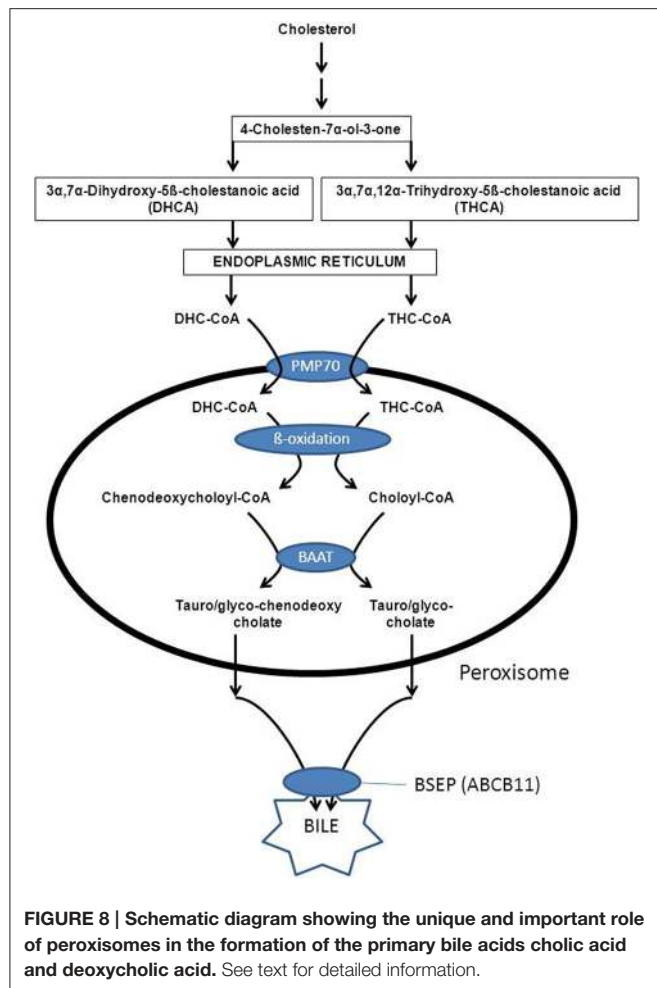 Cholesterol
4-Cholesten-7α-ol-3-one
3α,7α-Dihydroxy-5ß-cholestanoic acid
(DHCA)
3α,7α,12α-Trihydroxy-5ß-cholestanoic acid
(THCA)
ENDOPLASMIC RETICULUM
DHC-CoA
THC-CoA
PMP70
DHC-CoA
THC-CoA
ß-oxidation
Chenodeoxycholoyl-CoA
Choloyl-CoA
BAAT
Tauro/glyco-chenodeoxy
cholate
Tauro/glyco-
cholate
Peroxisome
BSEP (ABCB11)
BILE
FIGURE 8 | Schematic diagram showing the unique and important role
of peroxisomes in the formation of the primary bile acids cholic acid
and deoxycholic acid. See text for detailed information.